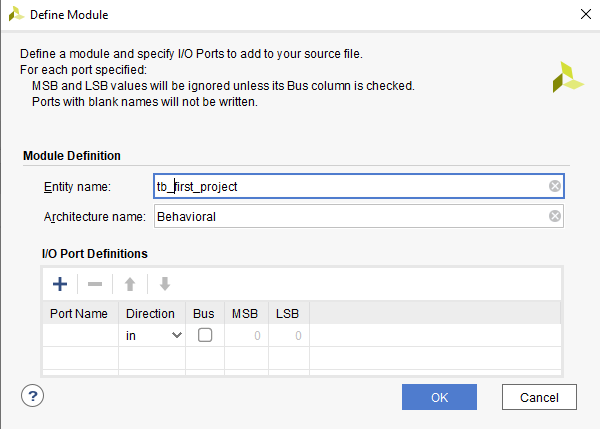 Define Module
Define a module and specify I/O Ports to add to your source file.
For each port specified:
MSB and LSB values will be ignored unless its Bus column is checked.
Ports with blank names will not be written.
Module Definition
Entity name: tb_first_project
Architecture name: Behavioral
I/O Port Definitions
Port Name Direction Bus MSB LSB
in 0 0
? OK Cancel